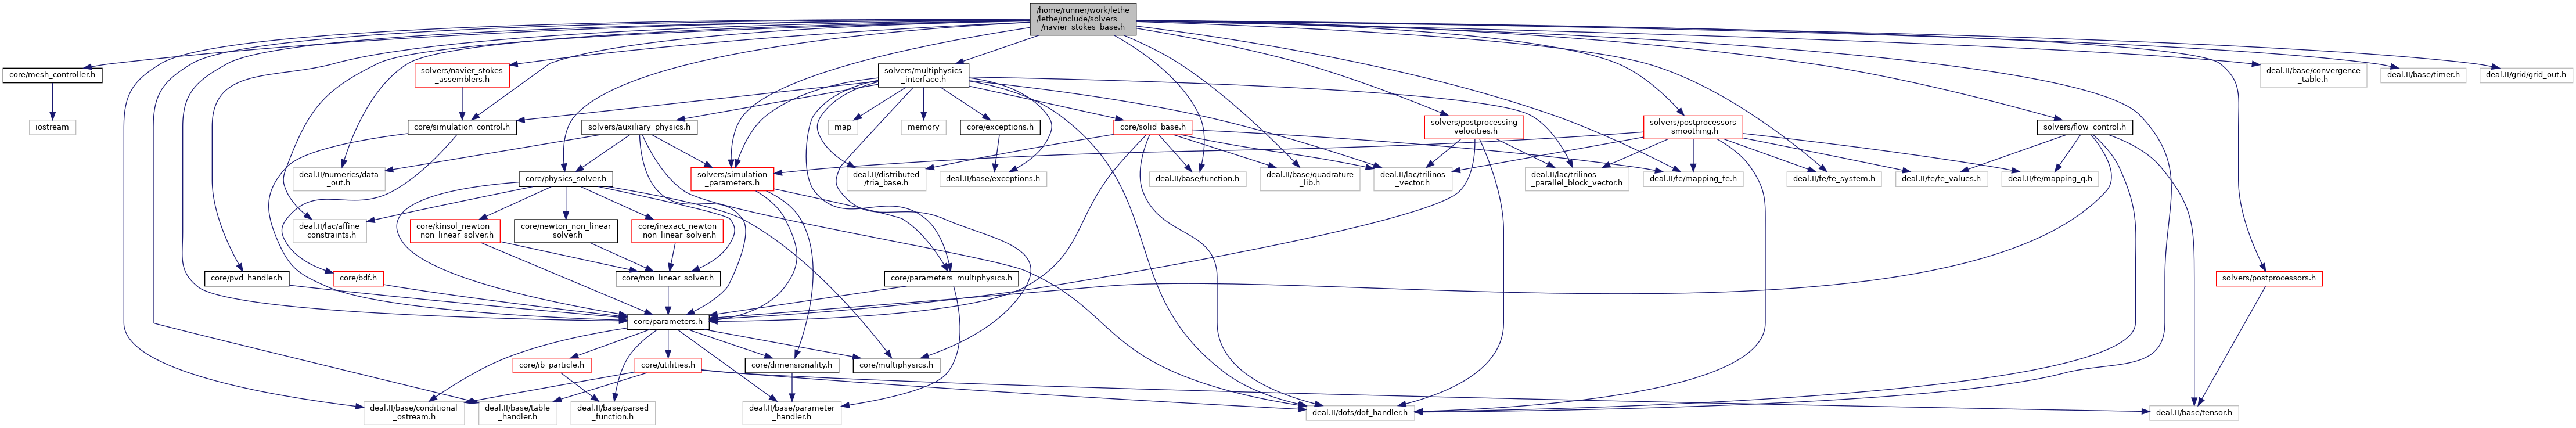 /home/runner/work/lethe
/lethe/include/solvers
/navier_stokes_base.h
core/mesh_controller.h
solvers/navier_stokes
_assemblers.h
solvers/multiphysics
_interface.h
deal.II/base/convergence
_table.h
deal.II/base/timer.h
deal.II/grid/grid_out.h
iostream
core/simulation_control.h
solvers/auxiliary_physics.h
map
memory
core/exceptions.h
core/solid_base.h
solvers/postprocessing
_velocities.h
solvers/postprocessors
_smoothing.h
solvers/flow_control.h
deal.II/numerics/data
_out.h
core/physics_solver.h
solvers/simulation
_parameters.h
deal.II/distributed
/tria_base.h
deal.II/base/exceptions.h
deal.II/base/function.h
deal.II/base/quadrature
_lib.h
deal.II/lac/trilinos
_vector.h
deal.II/lac/trilinos
_parallel_block_vector.h
deal.II/fe/mapping_fe.h
deal.II/fe/fe_system.h
deal.II/fe/fe_values.h
deal.II/fe/mapping_q.h
deal.II/lac/affine
_constraints.h
core/kinsol_newton
_non_linear_solver.h
core/newton_non_linear
_solver.h
core/inexact_newton
_non_linear_solver.h
core/pvd_handler.h
core/bdf.h
core/non_linear_solver.h
core/parameters_multiphysics.h
solvers/postprocessors.h
core/parameters.h
core/ib_particle.h
core/utilities.h
core/dimensionality.h
core/multiphysics.h
deal.II/base/conditional
_ostream.h
deal.II/base/table
_handler.h
deal.II/base/parsed
_function.h
deal.II/base/parameter
_handler.h
deal.II/dofs/dof_handler.h
deal.II/base/tensor.h